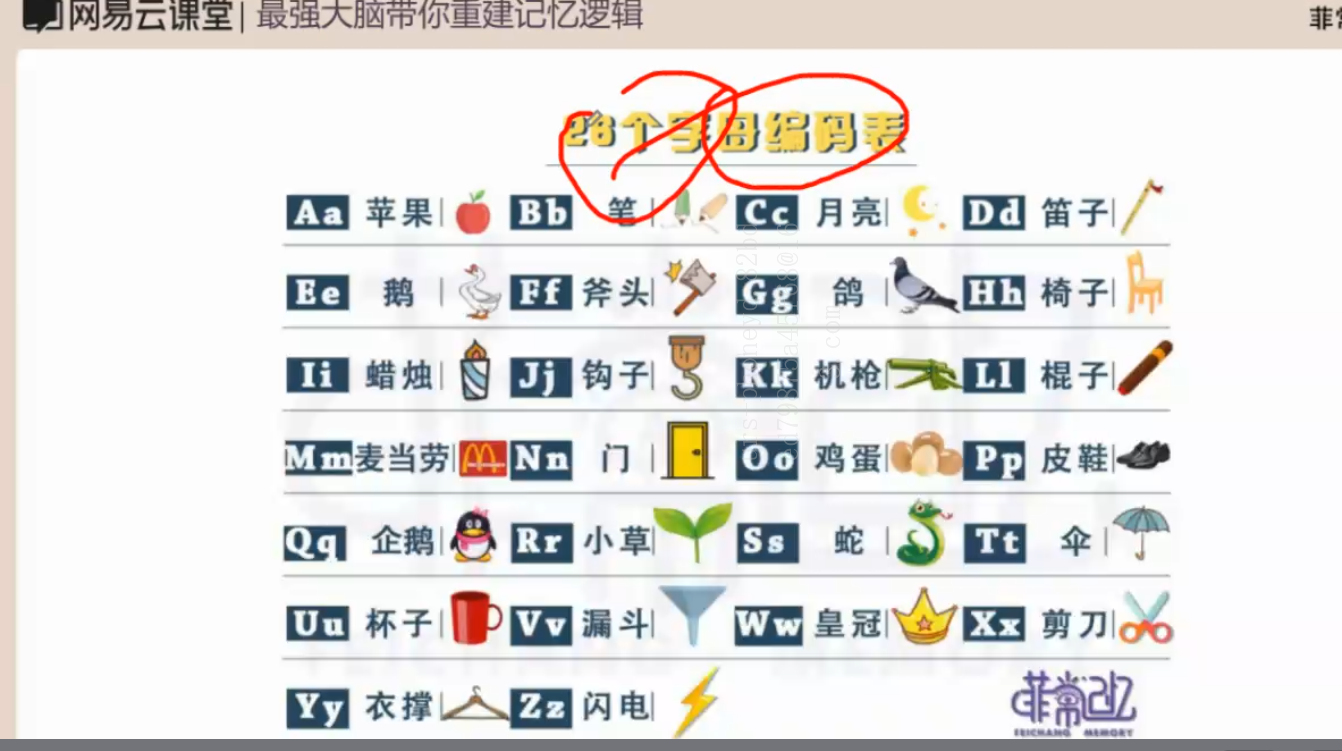 网易云课堂| 最强大脑带你重建记忆逻辑
26个字母编码表
Aa 苹果 Bb 笔 Cc 月亮 Dd 笛子
Ee 鹅 Ff 斧头 Gg 鸽 Hh 椅子
Ii 蜡烛 Jj 钩子 Kk 机枪 Ll 棍子
Mm 麦当劳 Nn 门 Oo 鸡蛋 Pp 皮鞋
Qq 企鹅 Rr 小草 Ss 蛇 Tt 伞
Uu 杯子 Vv 漏斗 Ww 皇冠 Xx 剪刀
Yy 衣撑 Zz 闪电
非常记忆
FEICHANG MEMORY